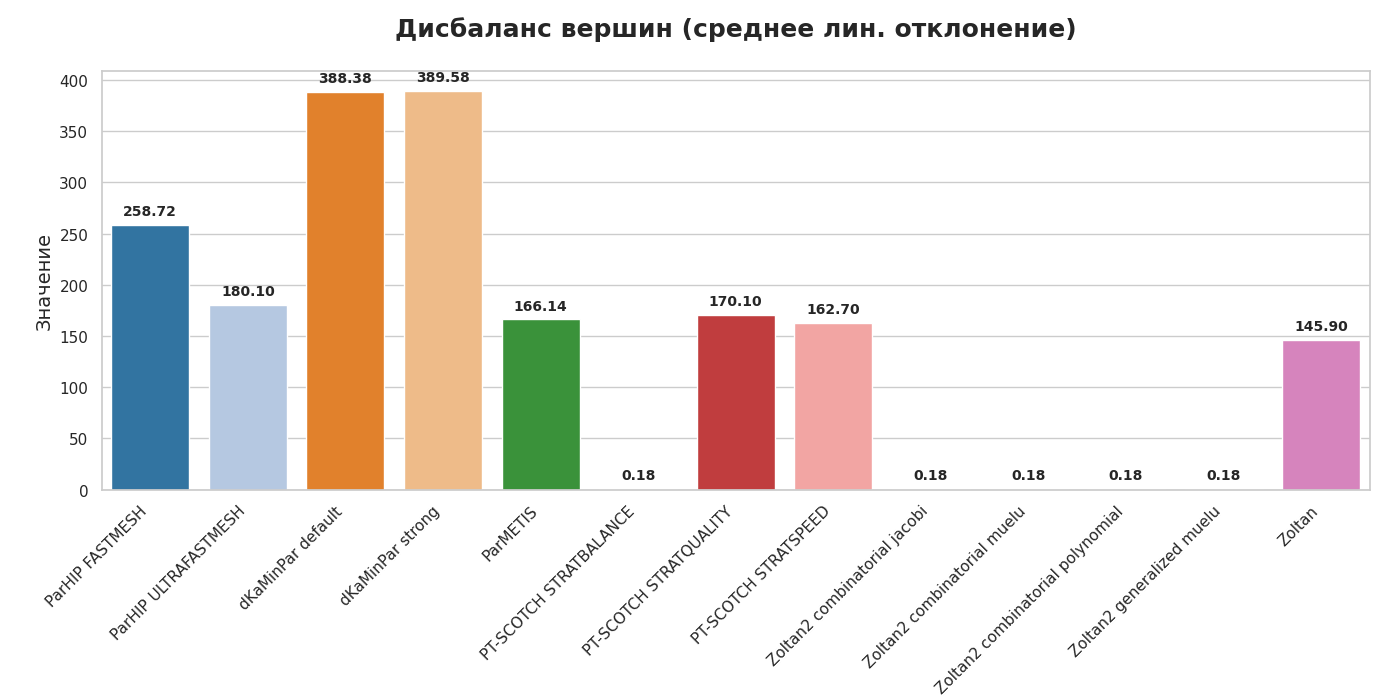 Дисбаланс вершин (среднее лин. отклонение)
Значение
400
350
300
250
200
150
100
50
0
258.72
180.10
388.38
389.58
166.14
0.18
170.10
162.70
0.18
0.18
0.18
0.18
145.90
ParHIP FASTMESH
ParHIP ULTRAFASTMESH
dKaMinPar default
dKaMinPar strong
ParMETIS
PT-SCOTCH STRATBALANCE
PT-SCOTCH STRATQUALITY
PT-SCOTCH STRATSPEED
Zoltan2 combinatorial jacobi
Zoltan2 combinatorial muelu
Zoltan2 combinatorial polynomial
Zoltan2 generalized muelu
Zoltan